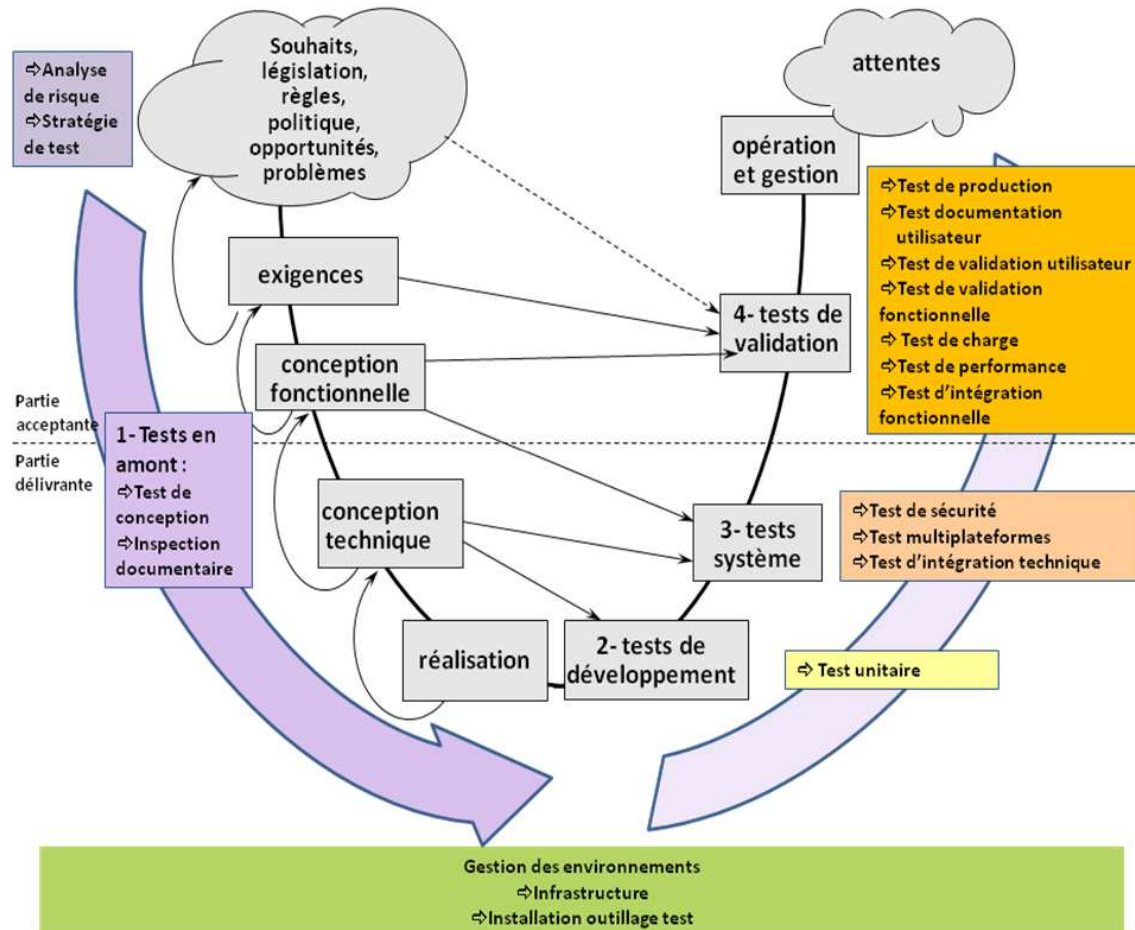 ⇨Analyse
de risque
⇨Stratégie
de test
Souhaits,
législation,
règles,
politique,
opportunités,
problèmes
attentes
opération
et gestion
⇨Test de production
⇨Test documentation
utilisateur
⇨Test de validation utilisateur
⇨Test de validation
fonctionnelle
⇨ Test de charge
⇨Test de performance
⇨Test d’intégration
fonctionnelle
exigences
4- tests de
validation
conception
fonctionnelle
Partie
acceptante
Partie
délivrante
1- Tests en
amont :
⇨Test de
conception
⇨Inspection
documentaire
conception
technique
3- tests
système
⇨Test de sécurité
⇨Test multiplateformes
⇨Test d’intégration technique
réalisation
2- tests de
développement
⇨ Test unitaire
Gestion des environnements
⇨Infrastructure
⇨Installation outillage test